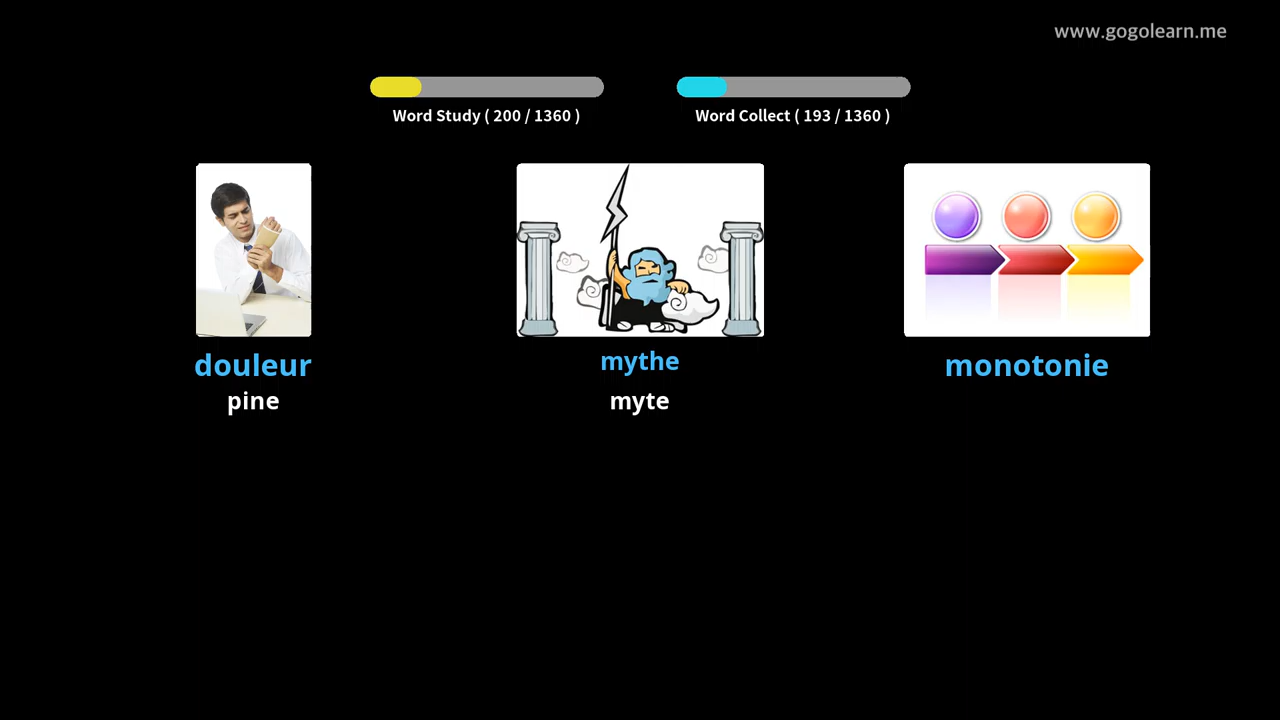 www.gogolearn.me
Word Study ( 200 / 1360 )
Word Collect ( 193 / 1360 )
douleur
mythe
monotonie
pine
myte